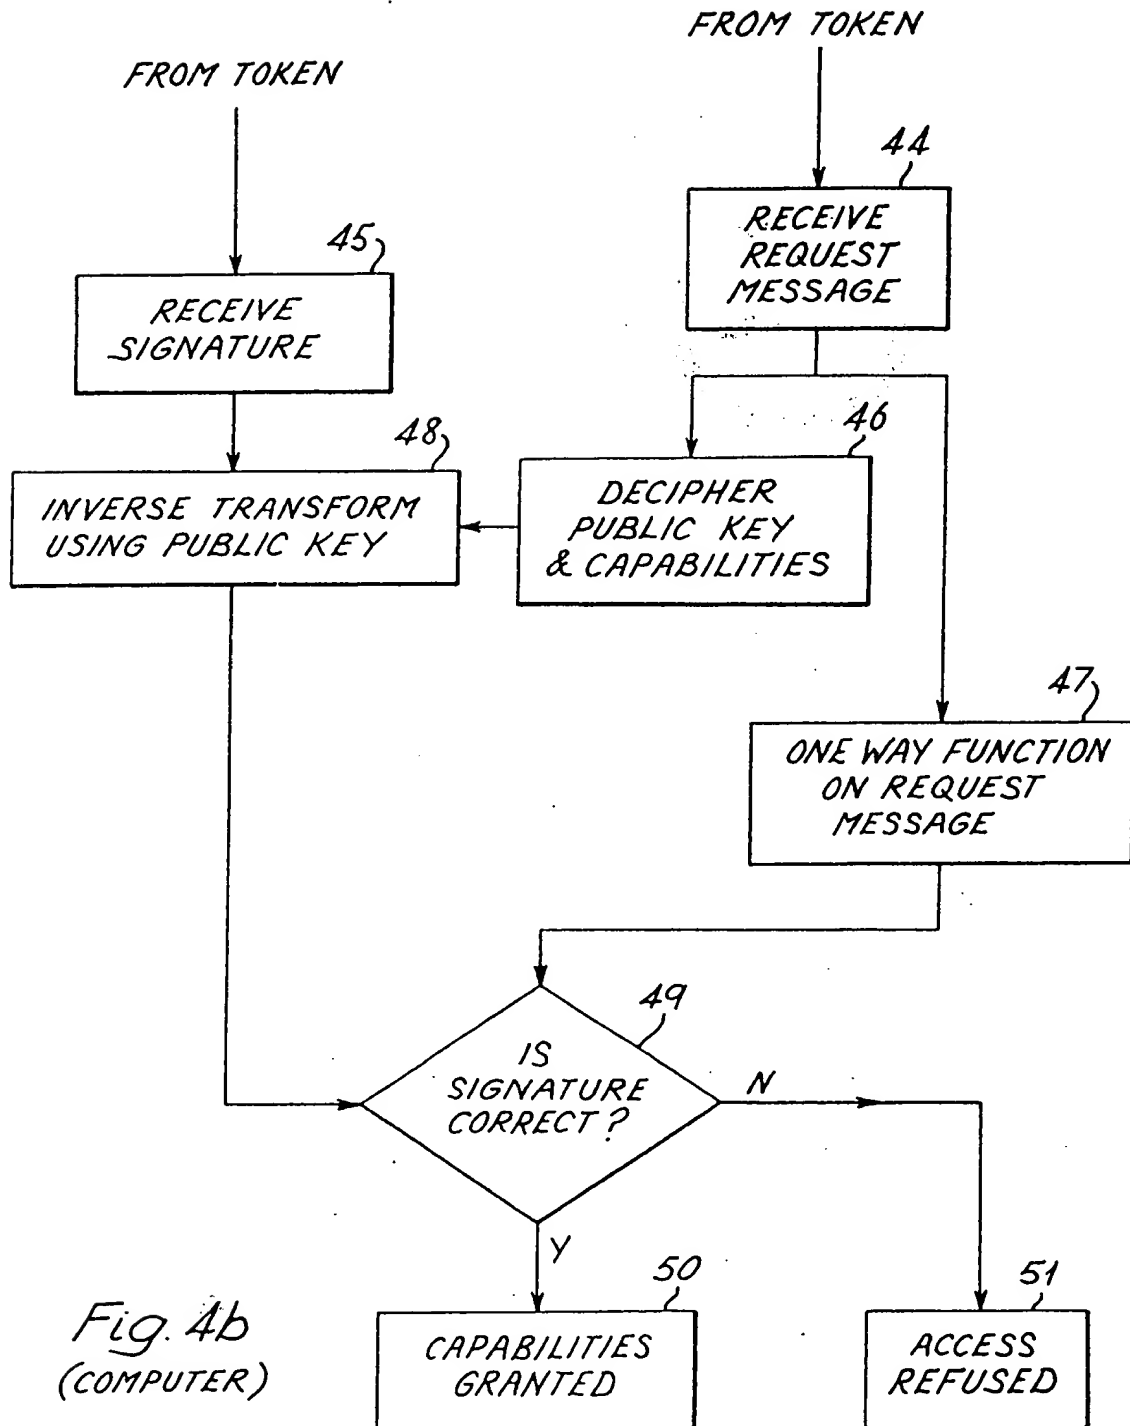 FROM TOKEN
FROM TOKEN
44
RECEIVE
REQUEST
MESSAGE
45
RECEIVE
SIGNATURE
46
DECIPHER
PUBLIC KEY
& CAPABILITIES
48
INVERSE TRANSFORM
USING PUBLIC KEY
47
ONE WAY FUNCTION
ON REQUEST
MESSAGE
49
IS
SIGNATURE
CORRECT?
N
Y
50
CAPABILITIES
GRANTED
51
ACCESS
REFUSED
Fig. 4b
(COMPUTER)